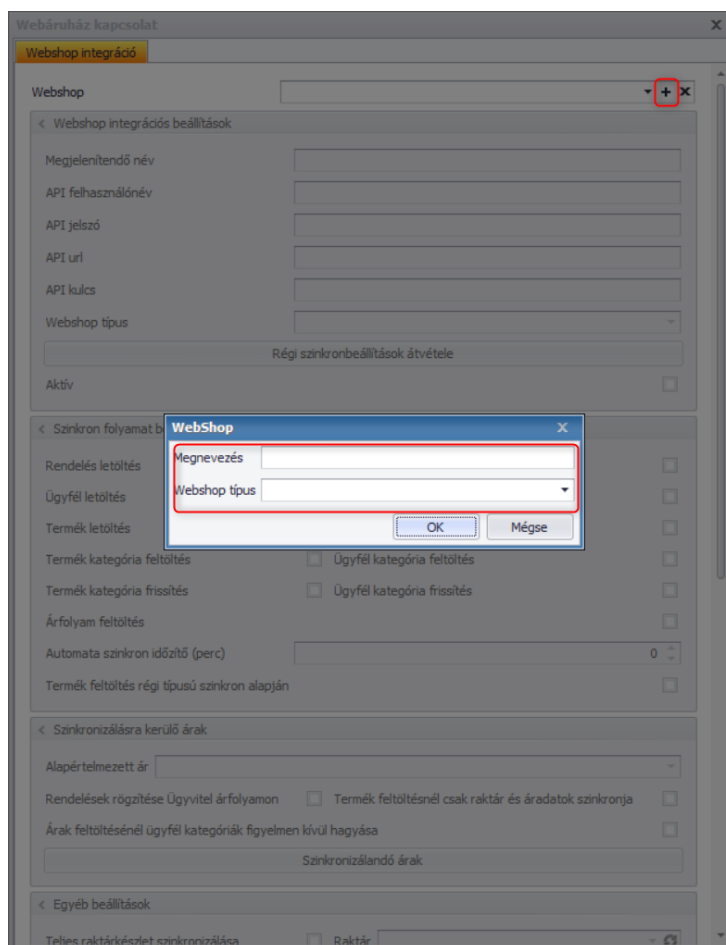 Webáruház kapcsolat
Webshop integráció
Webshop
Webshop integrációs beállítások
Megjelenítendő név
API felhasználónév
API jelszó
API url
API kulcs
Webshop típus
Régi szinkronbeállítások átvétele
Aktív
Szinkron folyamat b
WebShop
Megnevezés
Webshop típus
OK Mégse
Rendelés letöltés
Ügyfél letöltés
Termék letöltés
Termék kategória feltöltés Ügyfél kategória feltöltés
Termék kategória frissítés Ügyfél kategória frissítés
Árfolyam feltöltés
Automata szinkron időzítő (perc) 0
Termék feltöltés régi típusú szinkron alapján
Szinkronizálásra kerülő árak
Alapértelmezett ár
Rendelések rögzítése Ügyvitel árfolyamon Termék feltöltésnél csak raktár és áradatok szinkronja
Árak feltöltésénél ügyfél kategóriák figyelmen kívül hagyása
Szinkronizálandó árak
Egyéb beállítások
Teljes raktárkészlet szinkronizálása Raktár